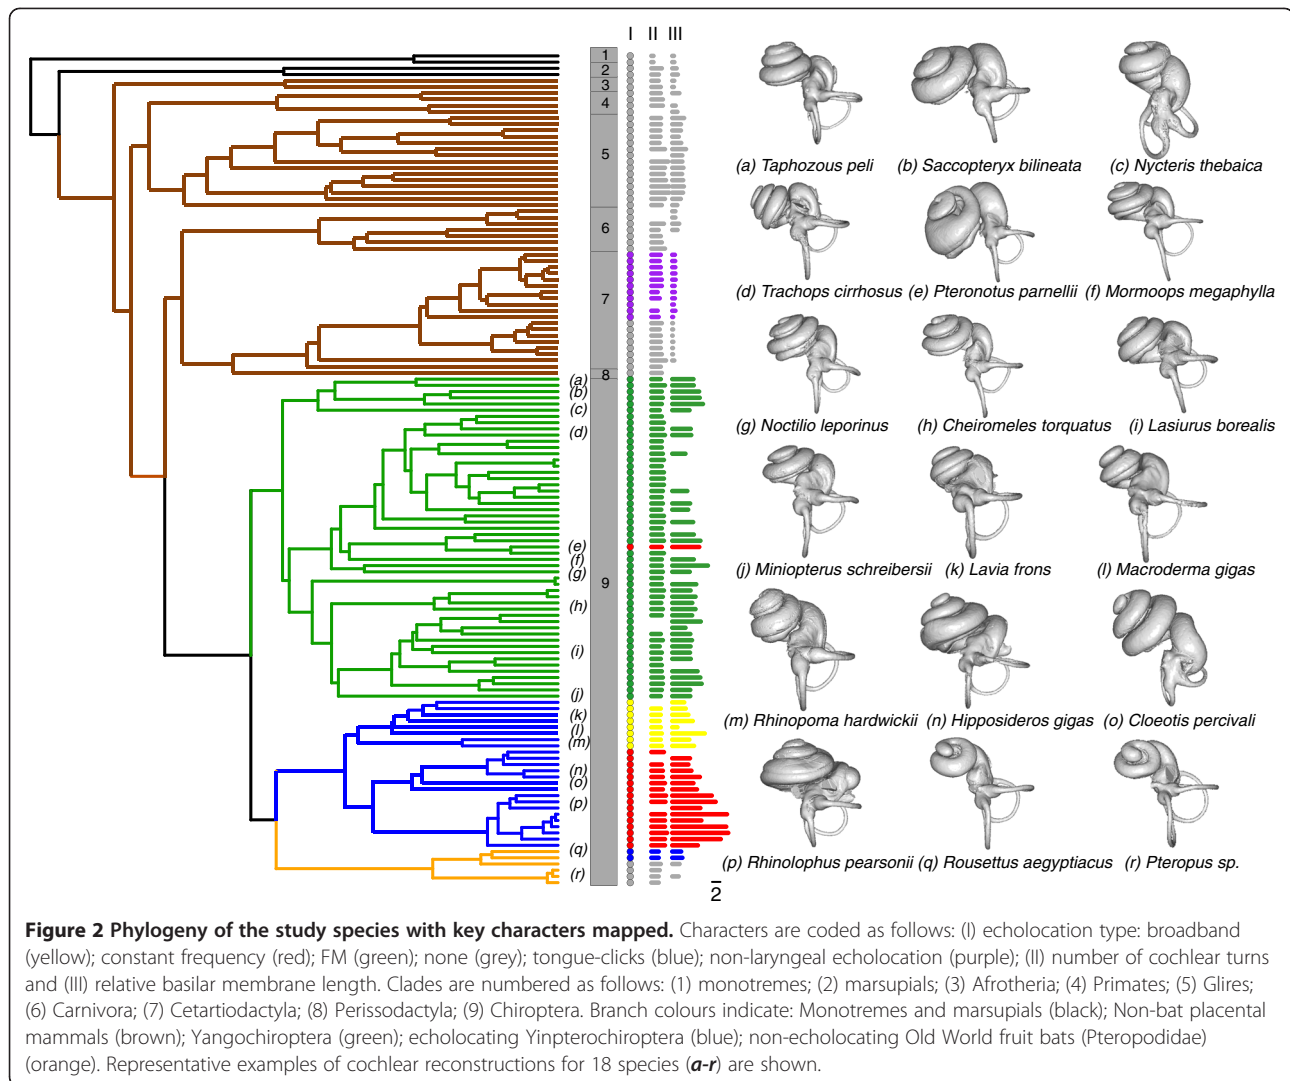 I II III
1
2
3
4
5
6
7
8
9
(a)
(b)
(c)
(d)
(e)
(f)
(g)
(h)
(i)
(j)
(k)
(l)
(m)
(n)
(o)
(p)
(q)
(r)
2
(a) Taphozous peli (b) Saccopteryx bilineata (c) Nycteris thebaica
(d) Trachops cirrhosus (e) Pteronotus parnellii (f) Mormoops megaphylla
(g) Noctilio leporinus (h) Cheiromeles torquatus (i) Lasiurus borealis
(j) Miniopterus schreibersii (k) Lavia frons (l) Macroderma gigas
(m) Rhinopoma hardwickii (n) Hipposideros gigas (o) Cloeotis percivali
(p) Rhinolophus pearsonii (q) Rousettus aegyptiacus (r) Pteropus sp.
Figure 2 Phylogeny of the study species with key characters mapped. Characters are coded as follows: (I) echolocation type: broadband
(yellow); constant frequency (red); FM (green); none (grey); tongue-clicks (blue); non-laryngeal echolocation (purple); (II) number of cochlear turns
and (III) relative basilar membrane length. Clades are numbered as follows: (1) monotremes; (2) marsupials; (3) Afrotheria; (4) Primates; (5) Glires;
(6) Carnivora; (7) Cetartiodactyla; (8) Perissodactyla; (9) Chiroptera. Branch colours indicate: Monotremes and marsupials (black); Non-bat placental
mammals (brown); Yangochiroptera (green); echolocating Yinpterochiroptera (blue); non-echolocating Old World fruit bats (Pteropodidae)
(orange). Representative examples of cochlear reconstructions for 18 species (a-r) are shown.